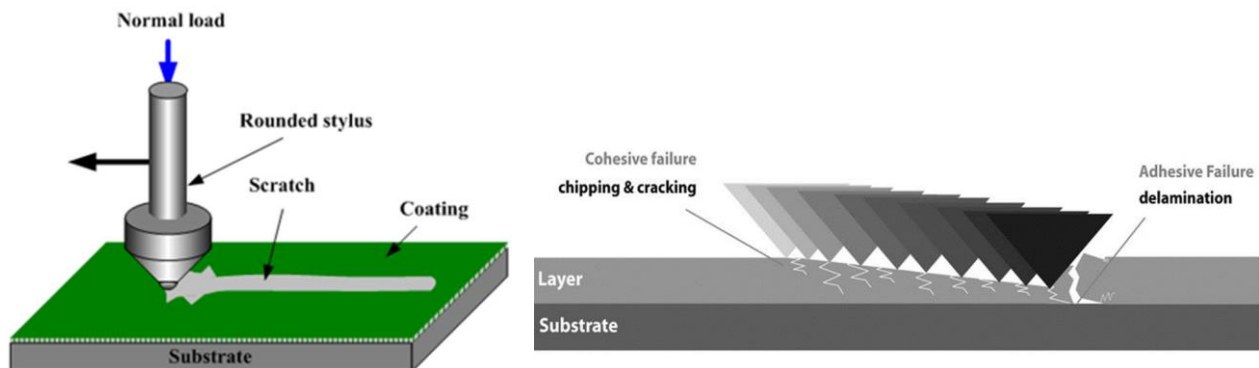 Normal load
Rounded stylus
Scratch
Coating
Substrate
Cohesive failure
chipping & cracking
Adhesive Failure
delamination
Layer
Substrate